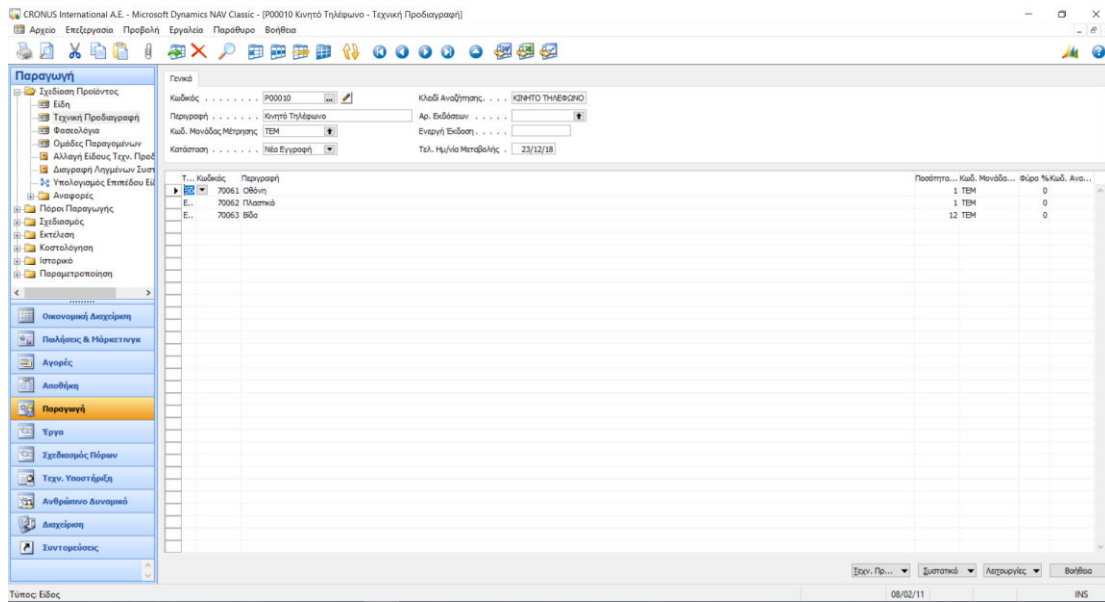 CRONUS International A.E. - Microsoft Dynamics NAV Classic - [P00010 Κινητό Τηλέφωνο - Τεχνική Προδιαγραφή]
Αρχείο Επεξεργασία Προβολή Εργαλεία Παράθυρο Βοήθεια
Παραγωγή
Σχεδίαση Προϊόντος
Είδη
Τεχνική Προδιαγραφή
Φασεολόγια
Ομάδες Παραγομένων
Αλλαγή Είδους Τεχν. Προδ
Διαγραφή Ληγμένων Συστ
Υπολογισμός Επιπέδου Εί
Αναφορές
Πόροι Παραγωγής
Σχεδιασμός
Εκτέλεση
Κοστολόγηση
Ιστορικό
Παραμετροποίηση
Οικονομική Διαχείριση
Πωλήσεις & Μάρκετινγκ
Αγορές
Αποθήκη
Παραγωγή
Έργα
Σχεδιασμός Πόρων
Τεχν. Υποστήριξη
Ανθρώπινο Δυναμικό
Διαχείριση
Συντομεύσεις
Γενικά
Κωδικός . . . . . . . . P00010 ... Κλειδί Αναζήτησης. . . . ΚΙΝΗΤΟ ΤΗΛΕΦΩΝΟ
Περιγραφή . . . . . . . Κινητό Τηλέφωνο Αρ. Εκδόσεων . . . . .
Κωδ. Μονάδας Μέτρησης ΤΕΜ Ενεργή Έκδοση . . . . .
Κατάσταση . . . . . . . Νέα Εγγραφή Τελ. Ημ/νία Μεταβολής . 23/12/18
Τ... Κωδικός Περιγραφή Ποσότητα... Κωδ. Μονάδα... Φύρα % Κωδ. Ανα...
70061 Οθόνη 1 ΤΕΜ 0
Ε.. 70062 Πλαστικό 1 ΤΕΜ 0
Ε.. 70063 Βίδα 12 ΤΕΜ 0
Τεχν. Πρ... Συστατικό Λειτουργίες Βοήθεια
Τύπος: Είδος 08/02/11 INS